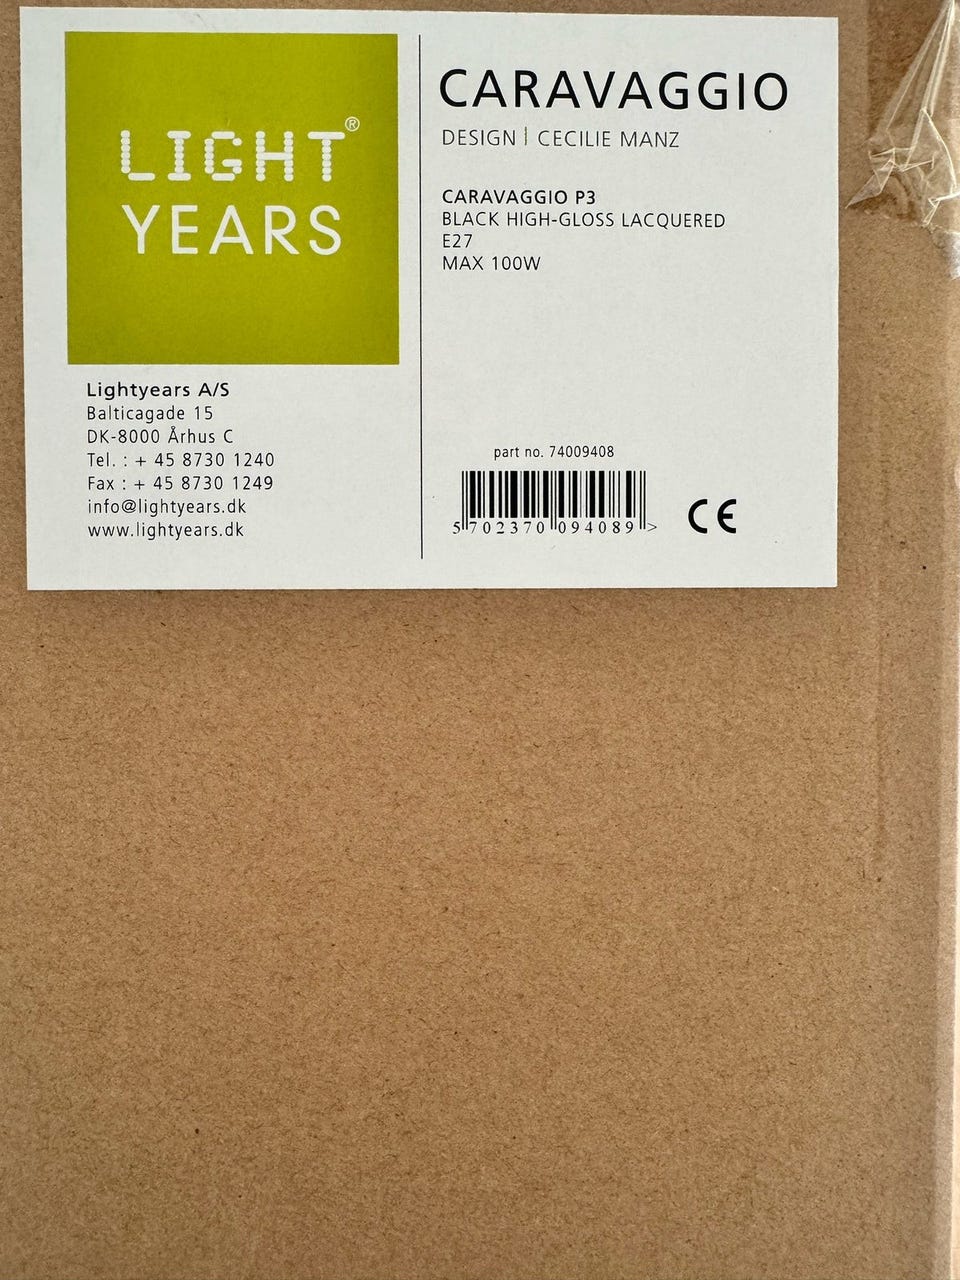 LIGHT®
YEARS
Lightyears A/S
Balticagade 15
DK-8000 Århus C
Tel. : + 45 8730 1240
Fax : + 45 8730 1249
info@lightyears.dk
www.lightyears.dk
CARAVAGGIO
DESIGN | CECILIE MANZ
CARAVAGGIO P3
BLACK HIGH-GLOSS LACQUERED
E27
MAX 100W
part no. 74009408
5 702370 094089 >
CE